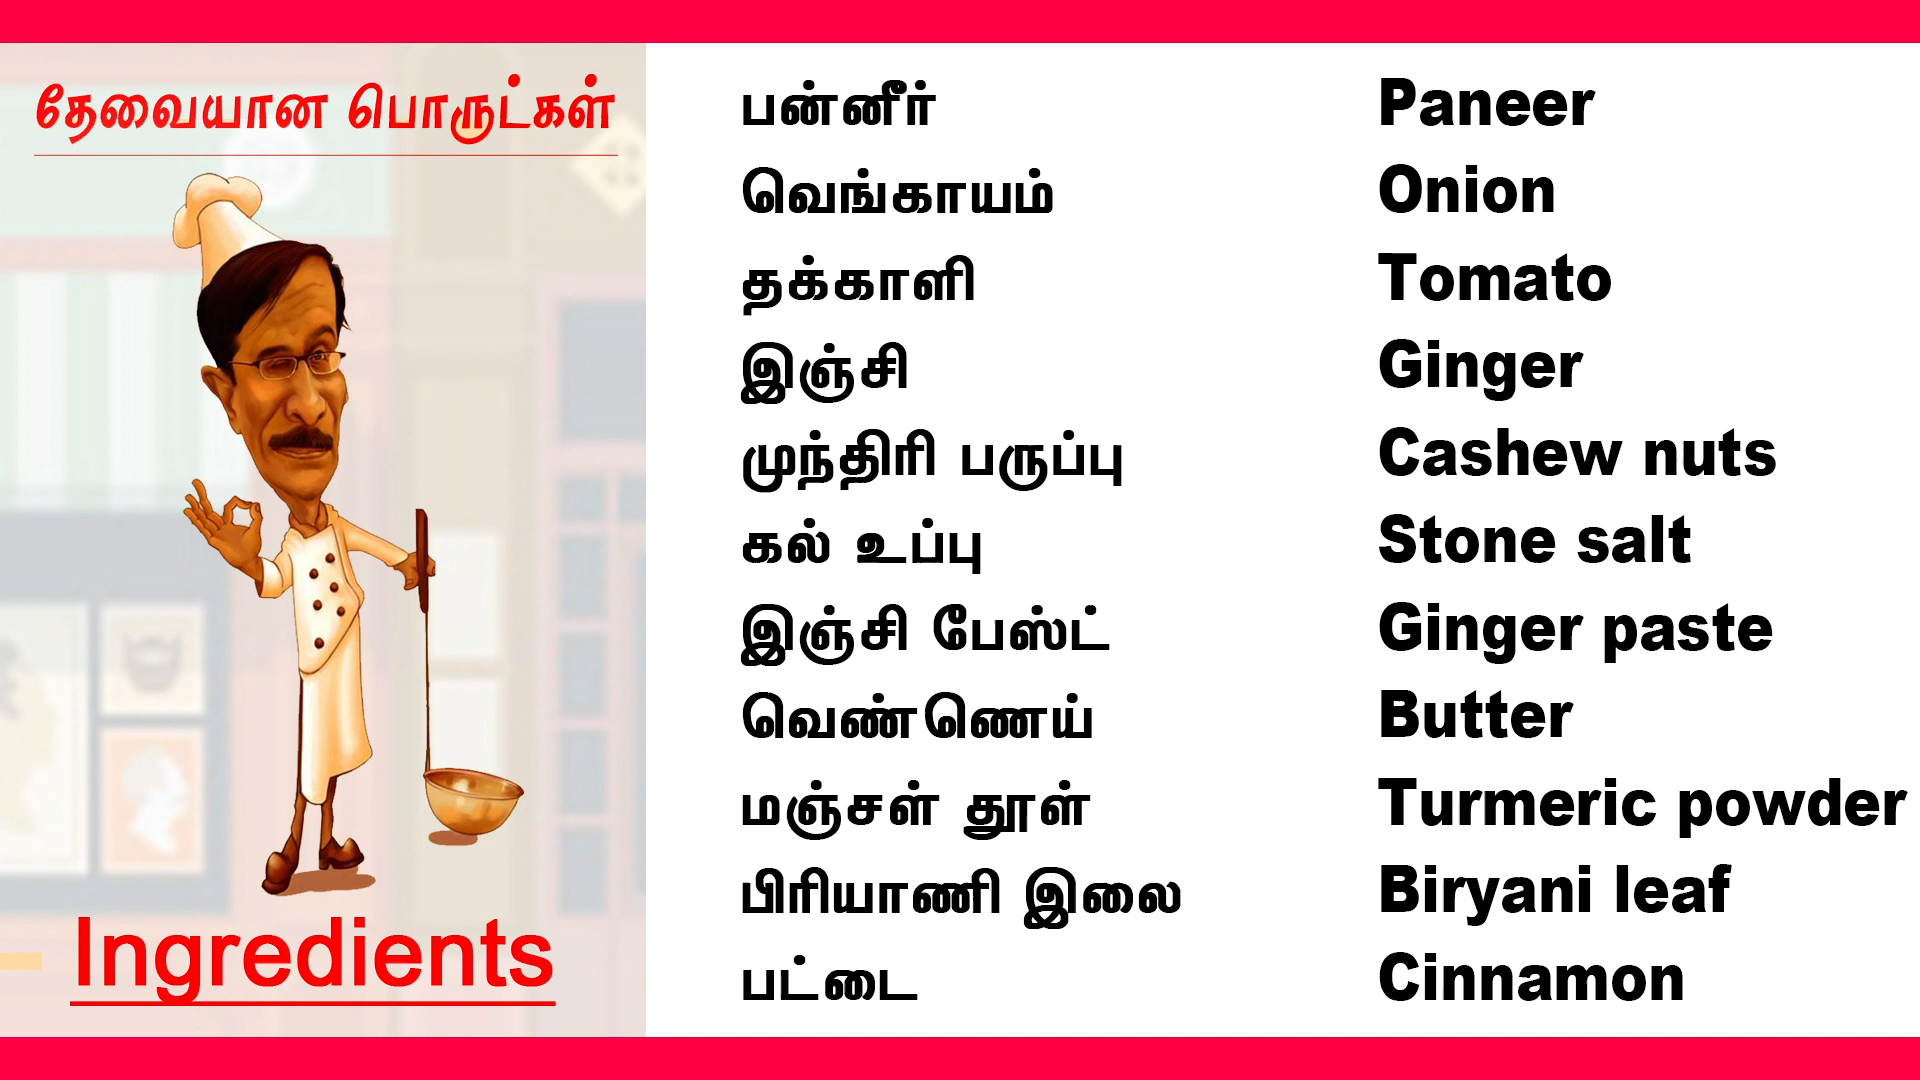 தேவையான பொருட்கள்
Ingredients
பன்னீர் Paneer
வெங்காயம் Onion
தக்காளி Tomato
இஞ்சி Ginger
முந்திரி பருப்பு Cashew nuts
கல் உப்பு Stone salt
இஞ்சி பேஸ்ட் Ginger paste
வெண்ணெய் Butter
மஞ்சள் தூள் Turmeric powder
பிரியாணி இலை Biryani leaf
பட்டை Cinnamon